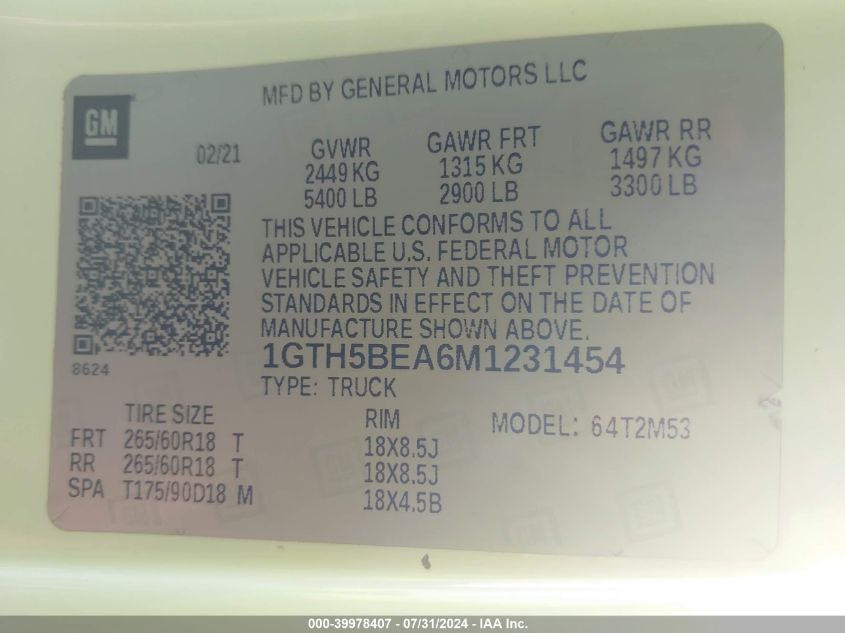 MFD BY GENERAL MOTORS LLC
GM
02/21
GVWR GAWR FRT GAWR RR
2449 KG 1315 KG 1497 KG
5400 LB 2900 LB 3300 LB
THIS VEHICLE CONFORMS TO ALL
APPLICABLE U.S. FEDERAL MOTOR
VEHICLE SAFETY AND THEFT PREVENTION
STANDARDS IN EFFECT ON THE DATE OF
MANUFACTURE SHOWN ABOVE.
8624
1GTH5BEA6M1231454
TYPE: TRUCK
TIRE SIZE RIM MODEL: 64T2M53
FRT 265/60R18 T 18X8.5J
RR 265/60R18 T 18X8.5J
SPA T175/90D18 M 18X4.5B
000-39978407 - 07/31/2024 - IAA Inc.